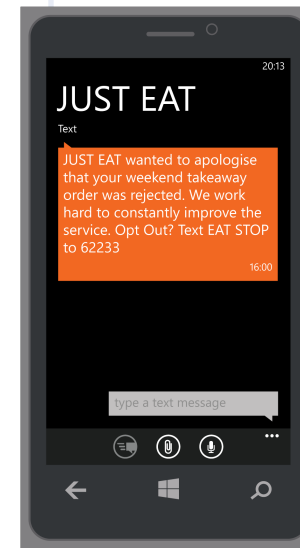 20:13
JUST EAT
Text
JUST EAT wanted to apologise
that your weekend takeaway
order was rejected. We work
hard to constantly improve the
service. Opt Out? Text EAT STOP
to 62233
16:00
type a text message